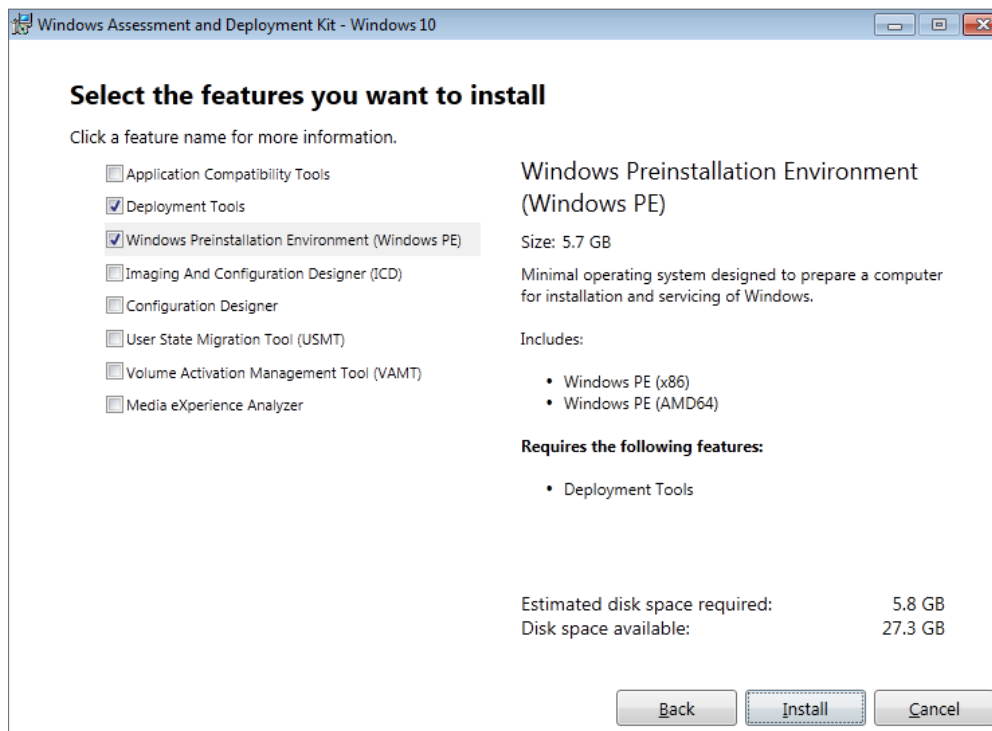 Windows Assessment and Deployment Kit - Windows 10
Select the features you want to install
Click a feature name for more information.
Application Compatibility Tools
Deployment Tools
Windows Preinstallation Environment (Windows PE)
Imaging And Configuration Designer (ICD)
Configuration Designer
User State Migration Tool (USMT)
Volume Activation Management Tool (VAMT)
Media eXperience Analyzer
Windows Preinstallation Environment
(Windows PE)
Size: 5.7 GB
Minimal operating system designed to prepare a computer
for installation and servicing of Windows.
Includes:
• Windows PE (x86)
• Windows PE (AMD64)
Requires the following features:
• Deployment Tools
Estimated disk space required: 5.8 GB
Disk space available: 27.3 GB
Back Install Cancel